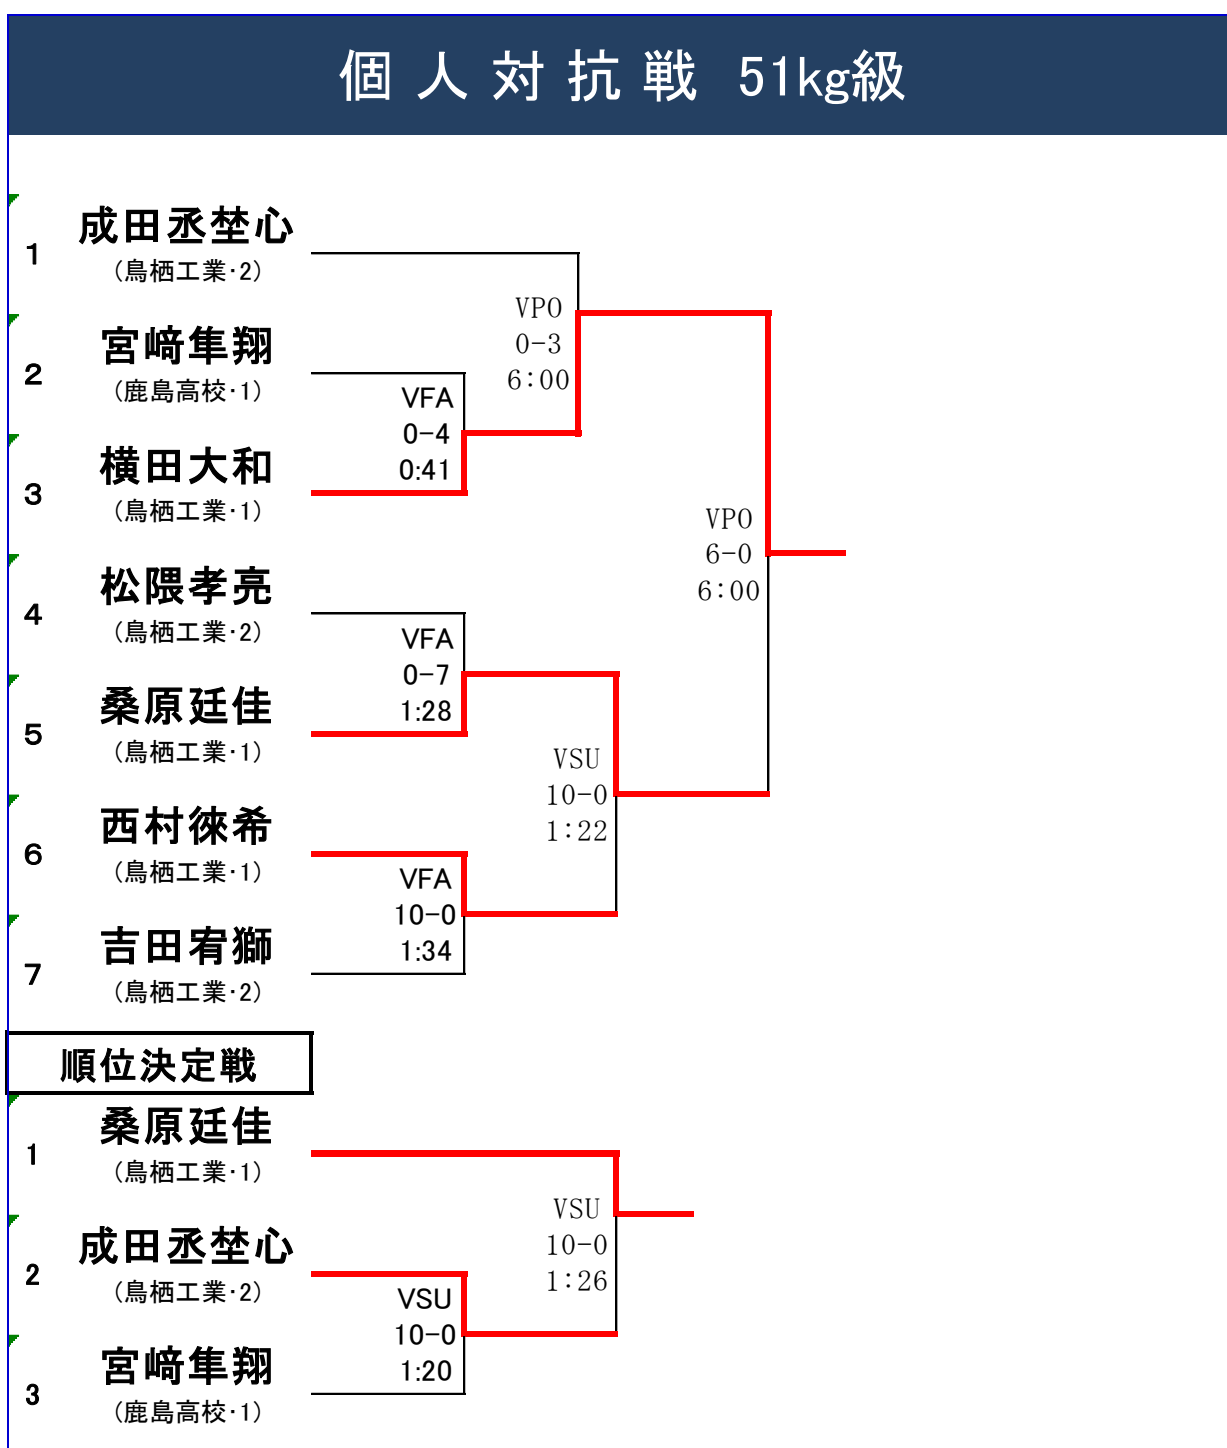 個人対抗戦 51kg級
1
成田丞埜心
(鳥栖工業・2)
VPO
0-3
6:00
2
宮﨑隼翔
(鹿島高校・1)
VFA
0-4
0:41
3
横田大和
(鳥栖工業・1)
VPO
6-0
6:00
4
松隈孝亮
(鳥栖工業・2)
VFA
0-7
1:28
5
桑原廷佳
(鳥栖工業・1)
VSU
10-0
1:22
6
西村徠希
(鳥栖工業・1)
VFA
10-0
1:34
7
吉田宥獅
(鳥栖工業・2)
順位決定戦
1
桑原廷佳
(鳥栖工業・1)
VSU
10-0
1:26
2
成田丞埜心
(鳥栖工業・2)
VSU
10-0
1:20
3
宮﨑隼翔
(鹿島高校・1)